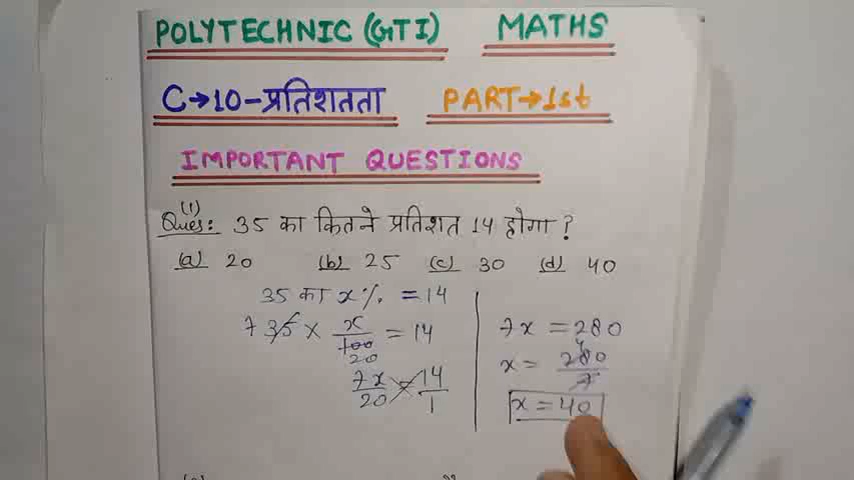 POLYTECHNIC (GTI) MATHS
C→10-प्रतिशतता PART→1st
IMPORTANT QUESTIONS
(1)
Ques: 35 का कितने प्रतिशत 14 होगा ?
(a) 20 (b) 25 (c) 30 (d) 40
35 का x% = 14
7 35 × x/100 = 14
20
7x/20 = 14/1
7x = 280
4
x = 280/7
x = 40